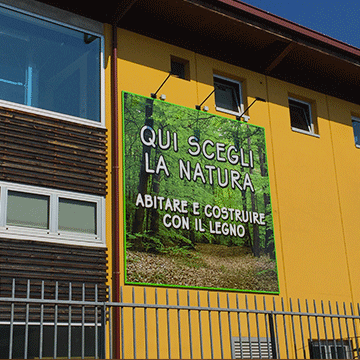 QUI SCEGLI
LA NATURA
ABITARE E COSTRUIRE
CON IL LEGNO